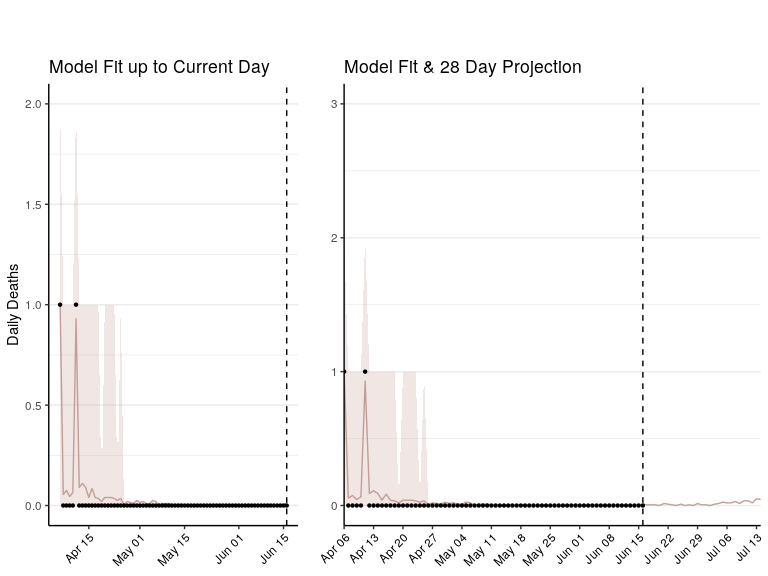 Model Fit up to Current Day
Model Fit & 28 Day Projection
Daily Deaths
2.0
1.5
1.0
0.5
0.0
Apr 15
May 01
May 15
Jun 01
Jun 15
3
2
1
0
Apr 06
Apr 13
Apr 20
Apr 27
May 04
May 11
May 18
May 25
Jun 01
Jun 08
Jun 15
Jun 22
Jun 29
Jul 06
Jul 13